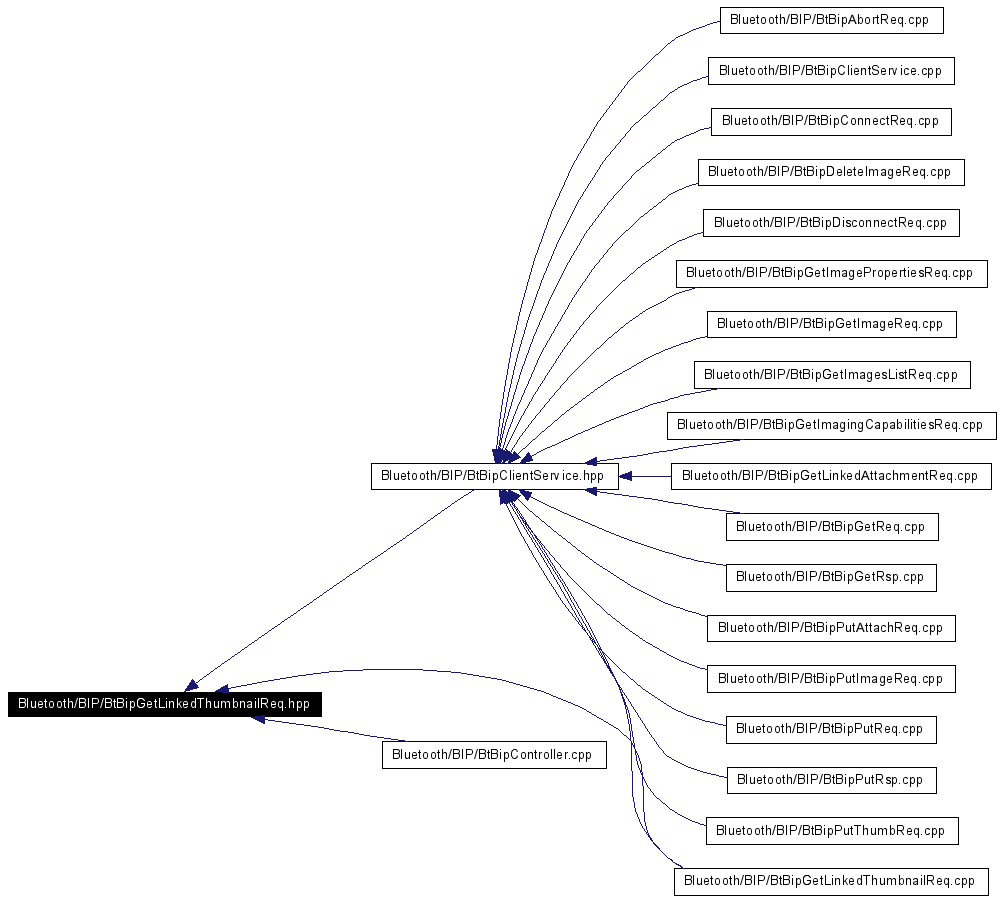 Bluetooth/BIP/BtBipAbortReq.cpp
Bluetooth/BIP/BtBipClientService.cpp
Bluetooth/BIP/BtBipConnectReq.cpp
Bluetooth/BIP/BtBipDeleteImageReq.cpp
Bluetooth/BIP/BtBipDisconnectReq.cpp
Bluetooth/BIP/BtBipGetImagePropertiesReq.cpp
Bluetooth/BIP/BtBipGetImageReq.cpp
Bluetooth/BIP/BtBipGetImagesListReq.cpp
Bluetooth/BIP/BtBipGetImagingCapabilitiesReq.cpp
Bluetooth/BIP/BtBipClientService.hpp
Bluetooth/BIP/BtBipGetLinkedAttachmentReq.cpp
Bluetooth/BIP/BtBipGetReq.cpp
Bluetooth/BIP/BtBipGetRsp.cpp
Bluetooth/BIP/BtBipPutAttachReq.cpp
Bluetooth/BIP/BtBipPutImageReq.cpp
Bluetooth/BIP/BtBipGetLinkedThumbnailReq.hpp
Bluetooth/BIP/BtBipPutReq.cpp
Bluetooth/BIP/BtBipController.cpp
Bluetooth/BIP/BtBipPutRsp.cpp
Bluetooth/BIP/BtBipPutThumbReq.cpp
Bluetooth/BIP/BtBipGetLinkedThumbnailReq.cpp